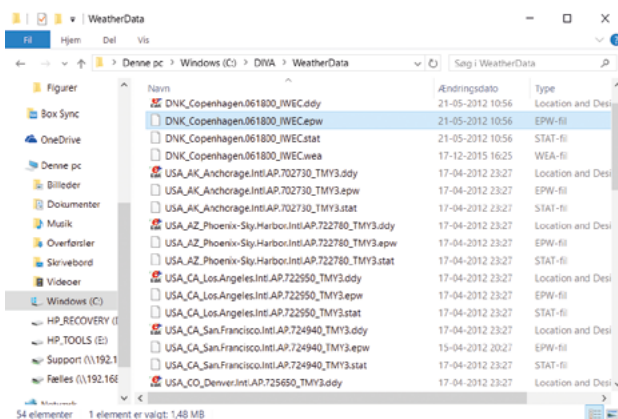 WeatherData
Fil Hjem Del Vis
Denne pc > Windows (C:) > DIVA > WeatherData
Søg i WeatherData
Navn Ændringsdato Type
DNK_Copenhagen.061800_IWEC.ddy 21-05-2012 10:56 Location and Desi
DNK_Copenhagen.061800_IWEC.epw 21-05-2012 10:56 EPW-fil
DNK_Copenhagen.061800_IWEC.stat 21-05-2012 10:56 STAT-fil
DNK_Copenhagen.061800_IWEC.wea 17-12-2015 16:25 WEA-fil
USA_AK_Anchorage.Intl.AP.702730_TMY3.ddy 17-04-2012 23:27 Location and Desi
USA_AK_Anchorage.Intl.AP.702730_TMY3.epw 17-04-2012 23:27 EPW-fil
USA_AK_Anchorage.Intl.AP.702730_TMY3.stat 17-04-2012 23:27 STAT-fil
USA_AZ_Phoenix-Sky.Harbor.Intl.AP.722780_TMY3.ddy 17-04-2012 23:27 Location and Desi
USA_AZ_Phoenix-Sky.Harbor.Intl.AP.722780_TMY3.epw 17-04-2012 23:27 EPW-fil
USA_AZ_Phoenix-Sky.Harbor.Intl.AP.722780_TMY3.stat 17-04-2012 23:27 STAT-fil
USA_CA_Los.Angeles.Intl.AP.722950_TMY3.ddy 17-04-2012 23:27 Location and Desi
USA_CA_Los.Angeles.Intl.AP.722950_TMY3.epw 17-04-2012 23:27 EPW-fil
USA_CA_Los.Angeles.Intl.AP.722950_TMY3.stat 17-04-2012 23:27 STAT-fil
USA_CA_San.Francisco.Intl.AP.724940_TMY3.ddy 17-04-2012 23:27 Location and Desi
USA_CA_San.Francisco.Intl.AP.724940_TMY3.epw 15-04-2012 20:27 EPW-fil
USA_CA_San.Francisco.Intl.AP.724940_TMY3.stat 17-04-2012 23:27 STAT-fil
USA_CO_Denver.Intl.AP.725650_TMY3.ddy 17-04-2012 23:27 Location and Desi
Figurer
Box Sync
OneDrive
Denne pc
Billeder
Dokumenter
Musik
Overførsler
Skrivebord
Videoer
Windows (C:)
HP_RECOVERY (I
HP_TOOLS (E:)
Support (\\192.1
Fælles (\\192.168
54 elementer 1 element er valgt: 1,48 MB